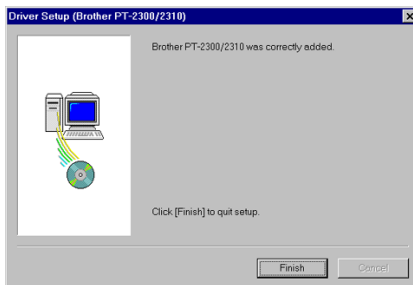 Driver Setup (Brother PT-2300/2310)
Brother PT-2300/2310 was correctly added.
Click [Finish] to quit setup.
Finish
Cancel